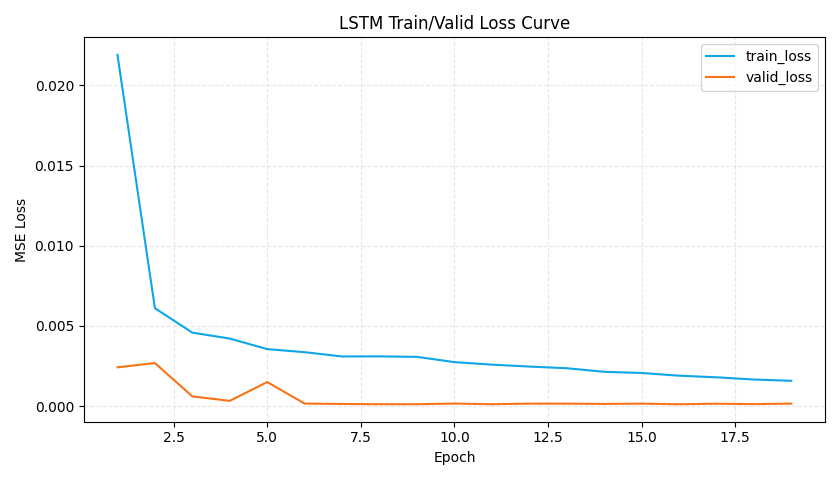 LSTM Train/Valid Loss Curve
train_loss
valid_loss
MSE Loss
0.020
0.015
0.010
0.005
0.000
2.5 5.0 7.5 10.0 12.5 15.0 17.5
Epoch